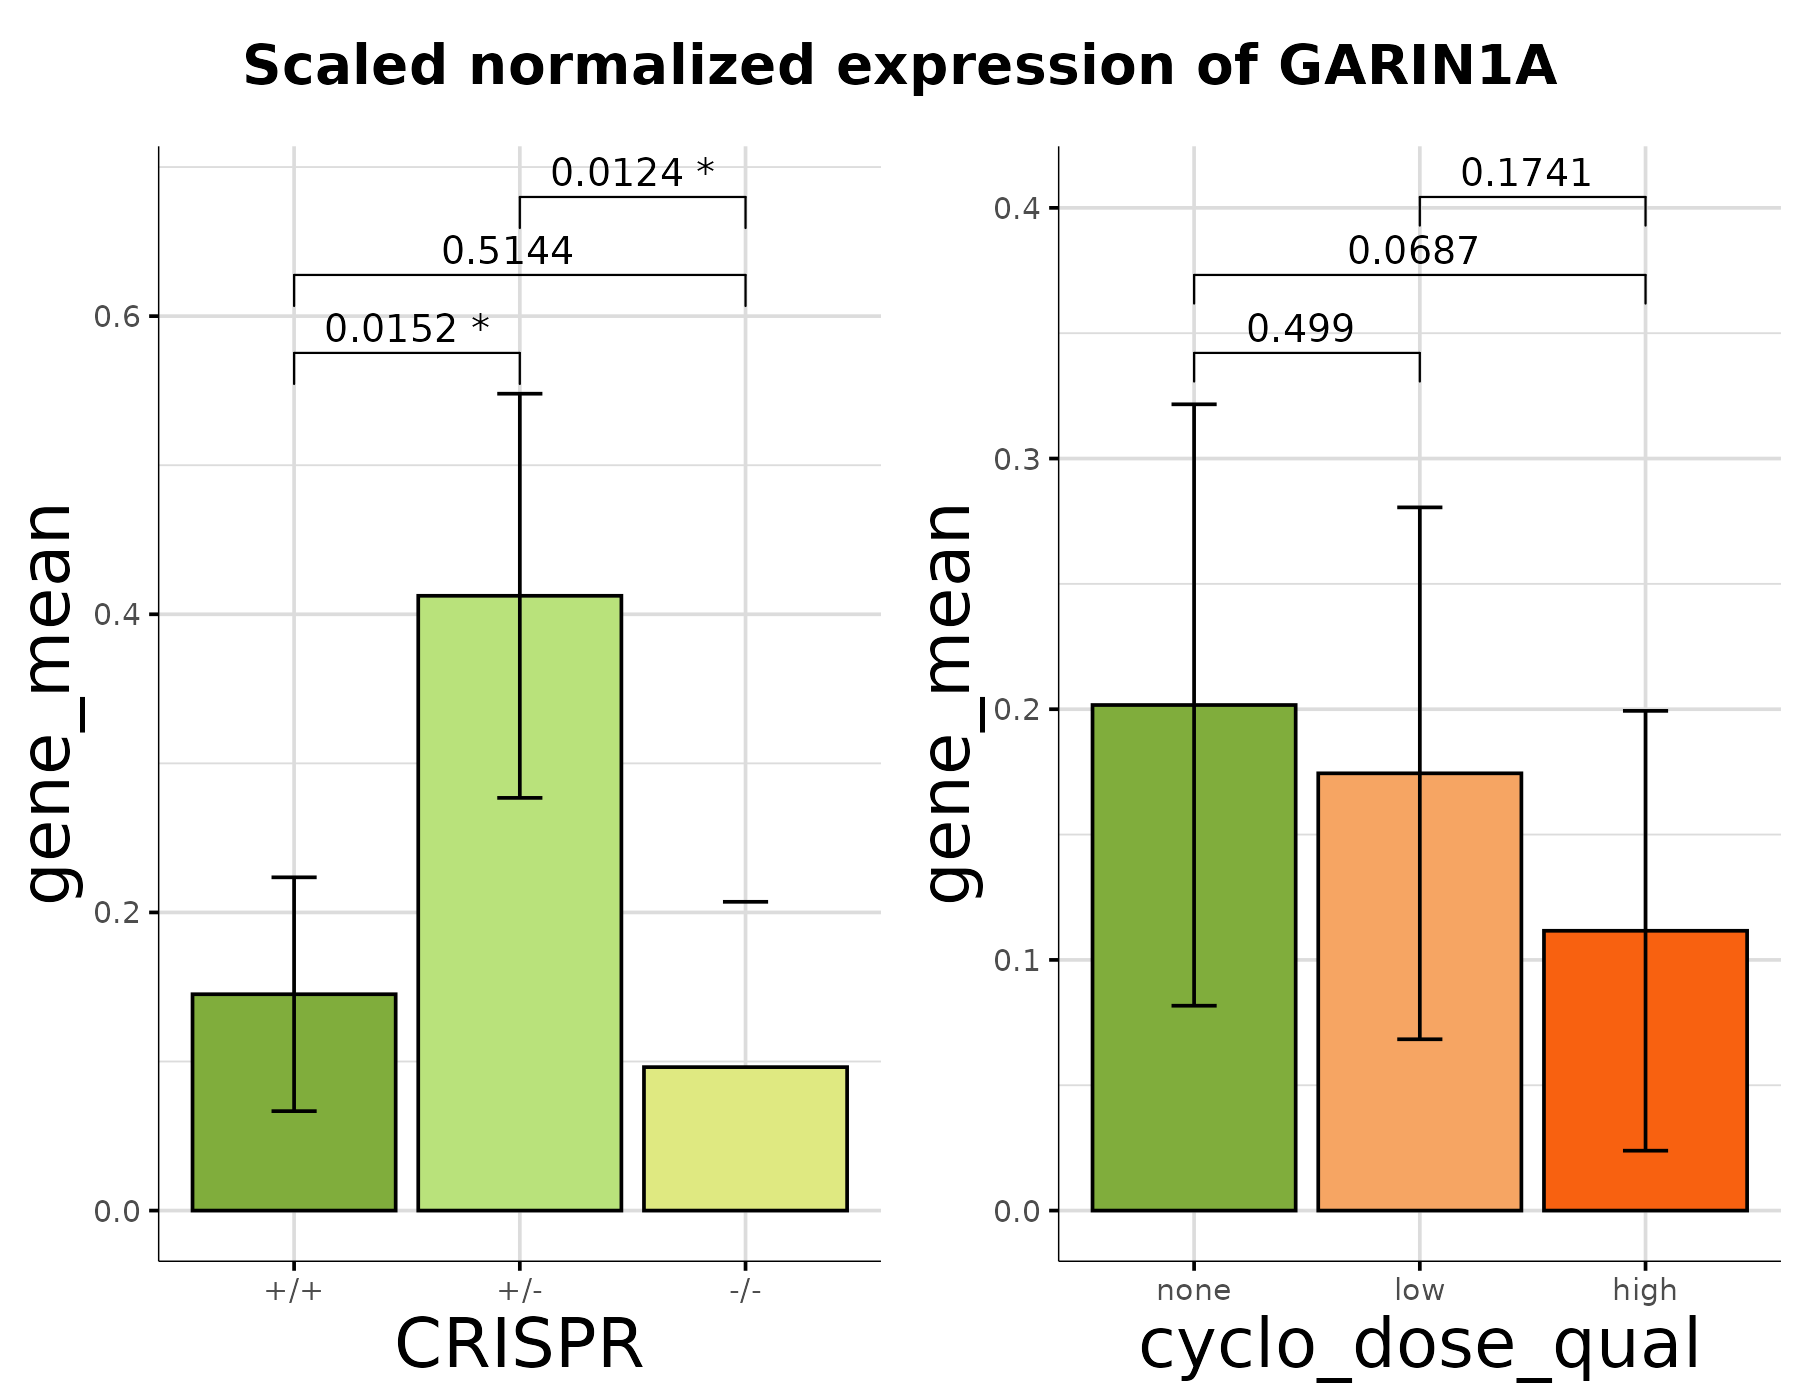 Scaled normalized expression of GARIN1A
gene_mean
0.6
0.4
0.2
0.0
0.0124 *
0.5144
0.0152 *
+/+ +/- -/-
CRISPR
gene_mean
0.4
0.3
0.2
0.1
0.0
0.1741
0.0687
0.499
none low high
cyclo_dose_qual